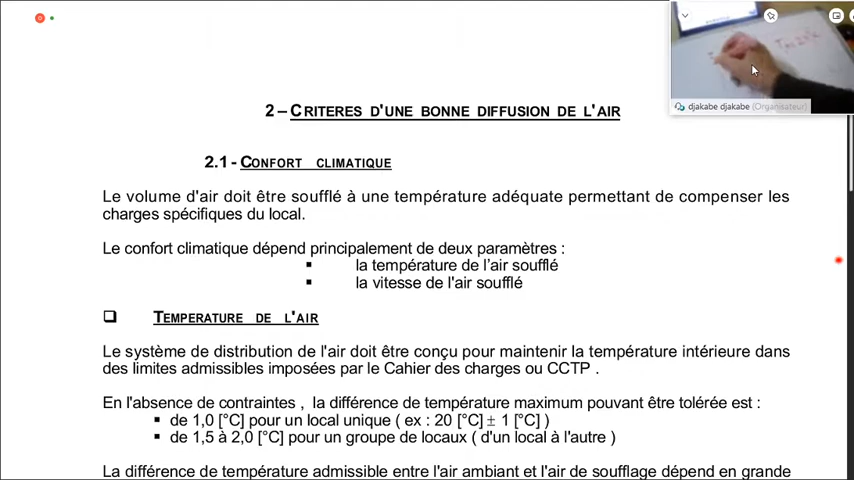 djakabe djakabe (Organisateur)
2 – CRITERES D'UNE BONNE DIFFUSION DE L'AIR
2.1 - CONFORT CLIMATIQUE
Le volume d'air doit être soufflé à une température adéquate permettant de compenser les
charges spécifiques du local.
Le confort climatique dépend principalement de deux paramètres :
▪ la température de l'air soufflé
▪ la vitesse de l'air soufflé
❑ TEMPERATURE DE L'AIR
Le système de distribution de l'air doit être conçu pour maintenir la température intérieure dans
des limites admissibles imposées par le Cahier des charges ou CCTP .
En l'absence de contraintes , la différence de température maximum pouvant être tolérée est :
▪ de 1,0 [°C] pour un local unique ( ex : 20 [°C] ± 1 [°C] )
▪ de 1,5 à 2,0 [°C] pour un groupe de locaux ( d'un local à l'autre )
La différence de température admissible entre l'air ambiant et l'air de soufflage dépend en grande